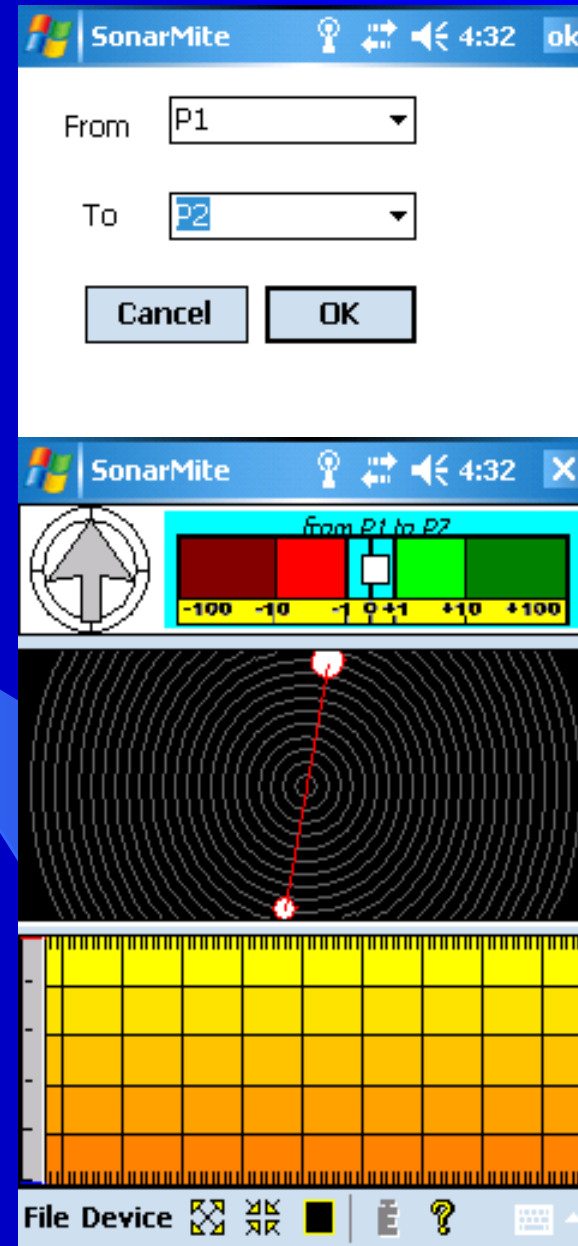 SonarMite 4:32 ok
From P1
To P2
Cancel OK
SonarMite 4:32
from P1 to P2
-100 -10 -1 0 +1 +10 +100
File Device